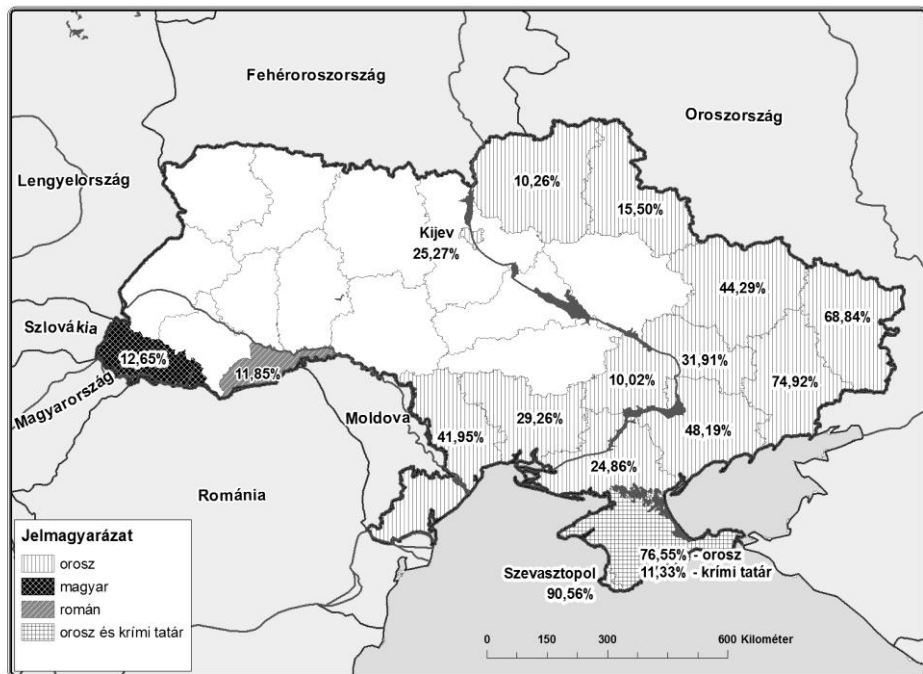 Fehéroroszország
Oroszország
Lengyelország
10,26%
15,50%
Kijev
25,27%
44,29%
68,84%
Szlovákia
12,65%
Magyarország
11,85%
31,91%
10,02%
74,92%
Moldova
41,95%
29,26%
48,19%
24,86%
Románia
Jelmagyarázat
orosz
magyar
román
orosz és krími tatár
76,55% - orosz
11,33% - krími tatár
Szevasztopol
90,56%
0 150 300 600 Kilométer